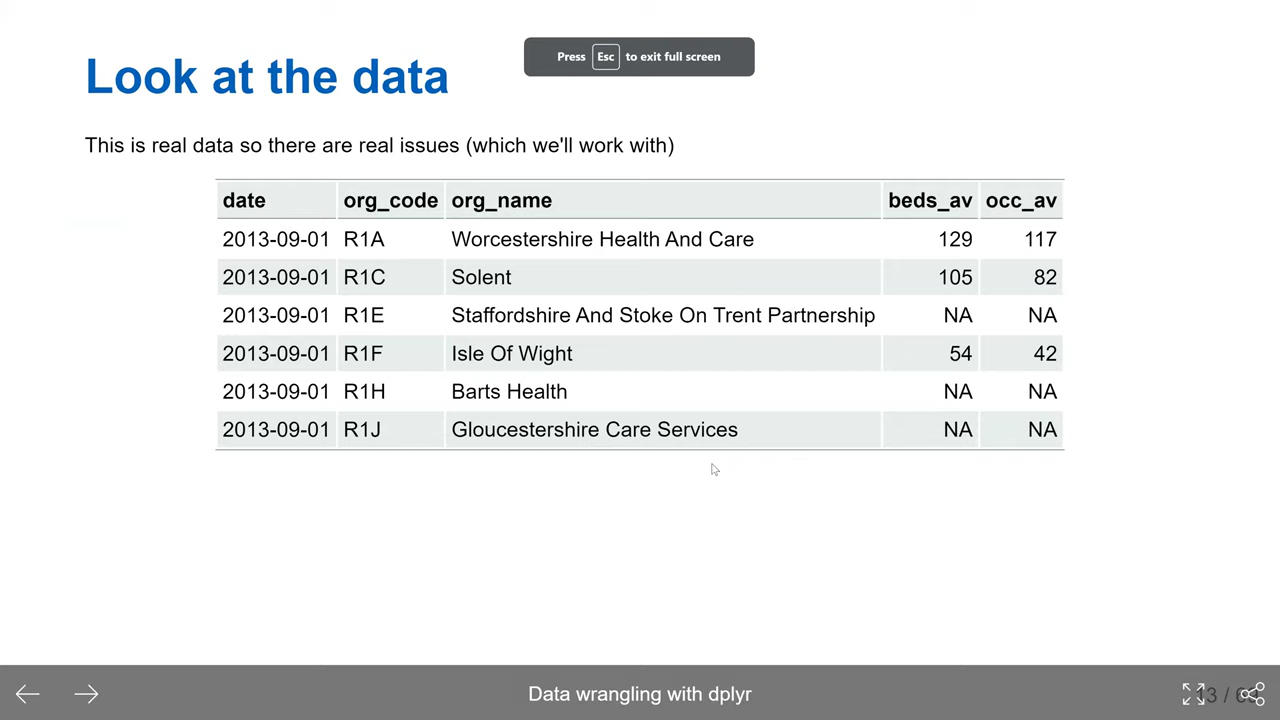 Press Esc to exit full screen
Look at the data
This is real data so there are real issues (which we'll work with)
date org_code org_name beds_av occ_av
2013-09-01 R1A Worcestershire Health And Care 129 117
2013-09-01 R1C Solent 105 82
2013-09-01 R1E Staffordshire And Stoke On Trent Partnership NA NA
2013-09-01 R1F Isle Of Wight 54 42
2013-09-01 R1H Barts Health NA NA
2013-09-01 R1J Gloucestershire Care Services NA NA
Data wrangling with dplyr
13 /